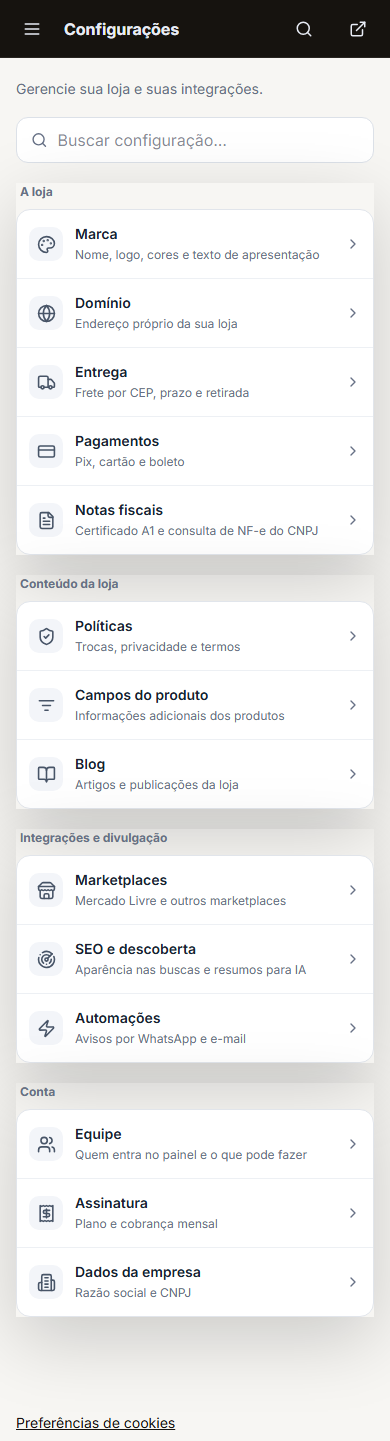 Configurações
Gerencie sua loja e suas integrações.
Buscar configuração...
A loja
Marca
Nome, logo, cores e texto de apresentação
Domínio
Endereço próprio da sua loja
Entrega
Frete por CEP, prazo e retirada
Pagamentos
Pix, cartão e boleto
Notas fiscais
Certificado A1 e consulta de NF-e do CNPJ
Conteúdo da loja
Políticas
Trocas, privacidade e termos
Campos do produto
Informações adicionais dos produtos
Blog
Artigos e publicações da loja
Integrações e divulgação
Marketplaces
Mercado Livre e outros marketplaces
SEO e descoberta
Aparência nas buscas e resumos para IA
Automações
Avisos por WhatsApp e e-mail
Conta
Equipe
Quem entra no painel e o que pode fazer
Assinatura
Plano e cobrança mensal
Dados da empresa
Razão social e CNPJ
Preferências de cookies